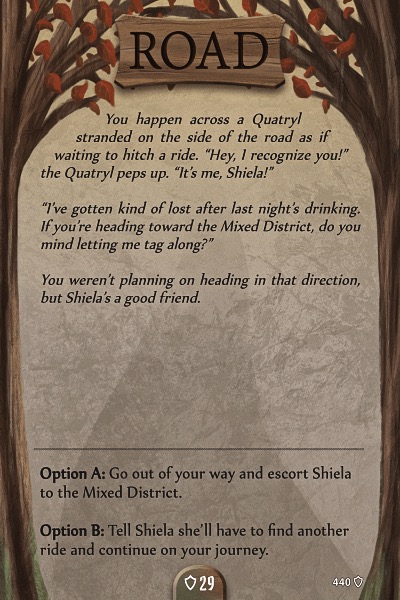 ROAD
You happen across a Quatryl
stranded on the side of the road as if
waiting to hitch a ride. “Hey, I recognize you!”
the Quatryl peps up. “It’s me, Shiela!”
“I’ve gotten kind of lost after last night’s drinking.
If you’re heading toward the Mixed District, do you
mind letting me tag along?”
You weren’t planning on heading in that direction,
but Shiela’s a good friend.
Option A: Go out of your way and escort Shiela
to the Mixed District.
Option B: Tell Shiela she’ll have to find another
ride and continue on your journey.
29
440